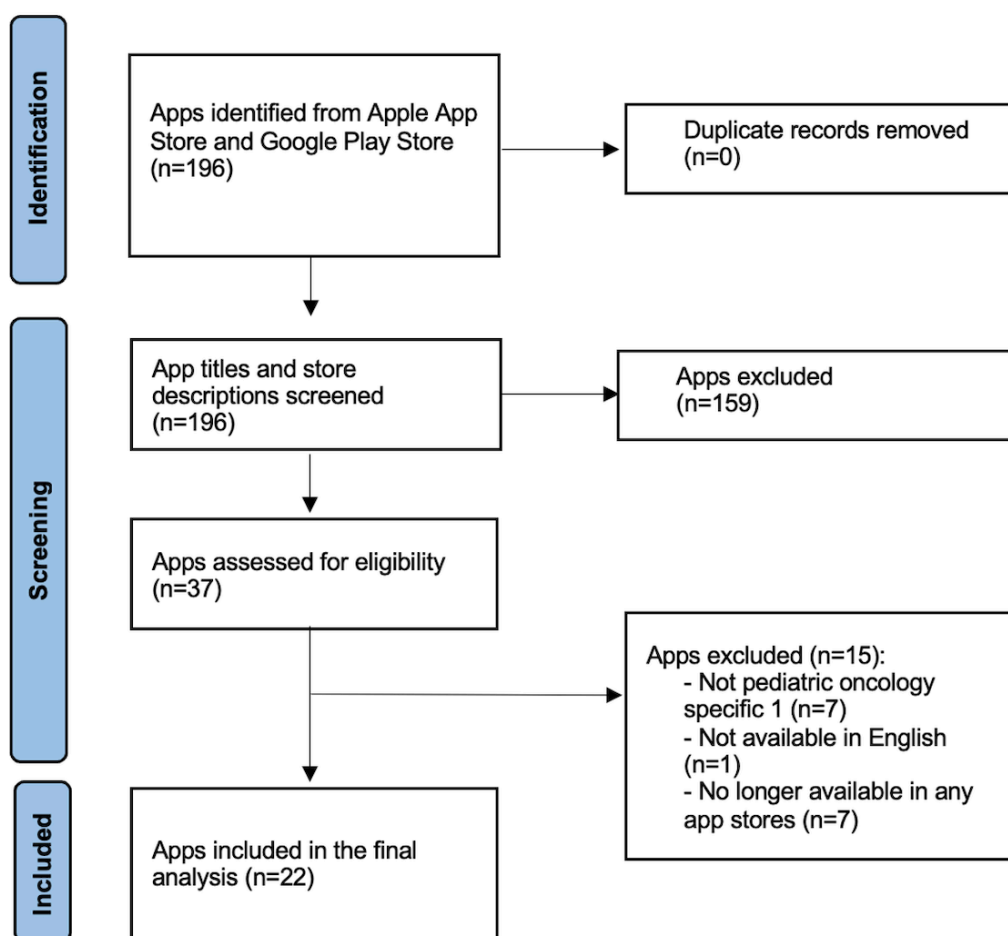 Identification
Apps identified from Apple App
Store and Google Play Store
(n=196)
Duplicate records removed
(n=0)
Screening
App titles and store
descriptions screened
(n=196)
Apps excluded
(n=159)
Apps assessed for eligibility
(n=37)
Apps excluded (n=15):
- Not pediatric oncology
specific 1 (n=7)
- Not available in English
(n=1)
- No longer available in any
app stores (n=7)
Included
Apps included in the final
analysis (n=22)